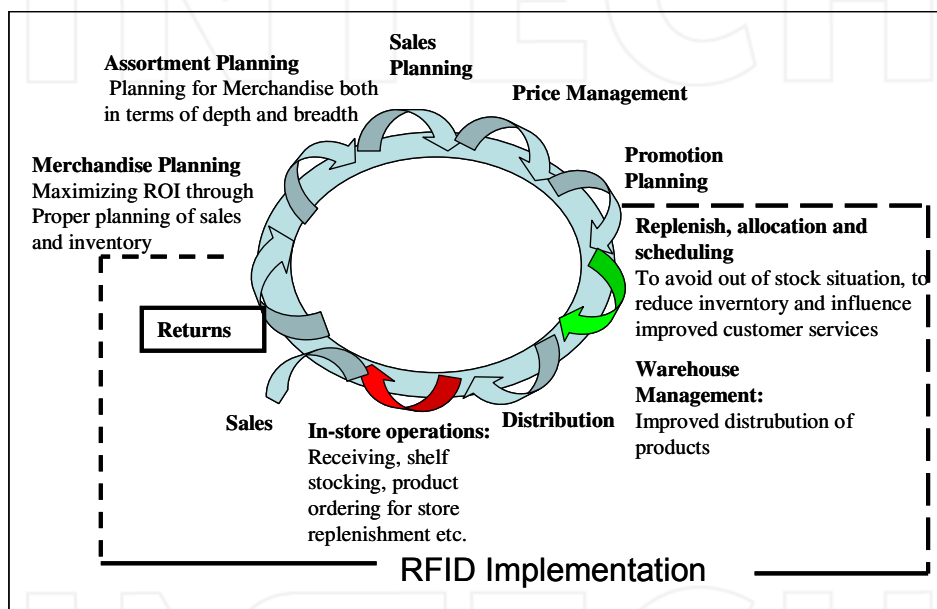 INTECH
Sales
Planning
Assortment Planning
Planning for Merchandise both
in terms of depth and breadth
Price Management
Merchandise Planning
Maximizing ROI through
Proper planning of sales
and inventory
Promotion
Planning
Replenish, allocation and
scheduling
To avoid out of stock situation, to
reduce inverntory and influence
improved customer services
Returns
Warehouse
Management:
Improved distrubution of
products
Sales
In-store operations:
Receiving, shelf
stocking, product
ordering for store
replenishment etc.
Distribution
RFID Implementation
INTECH